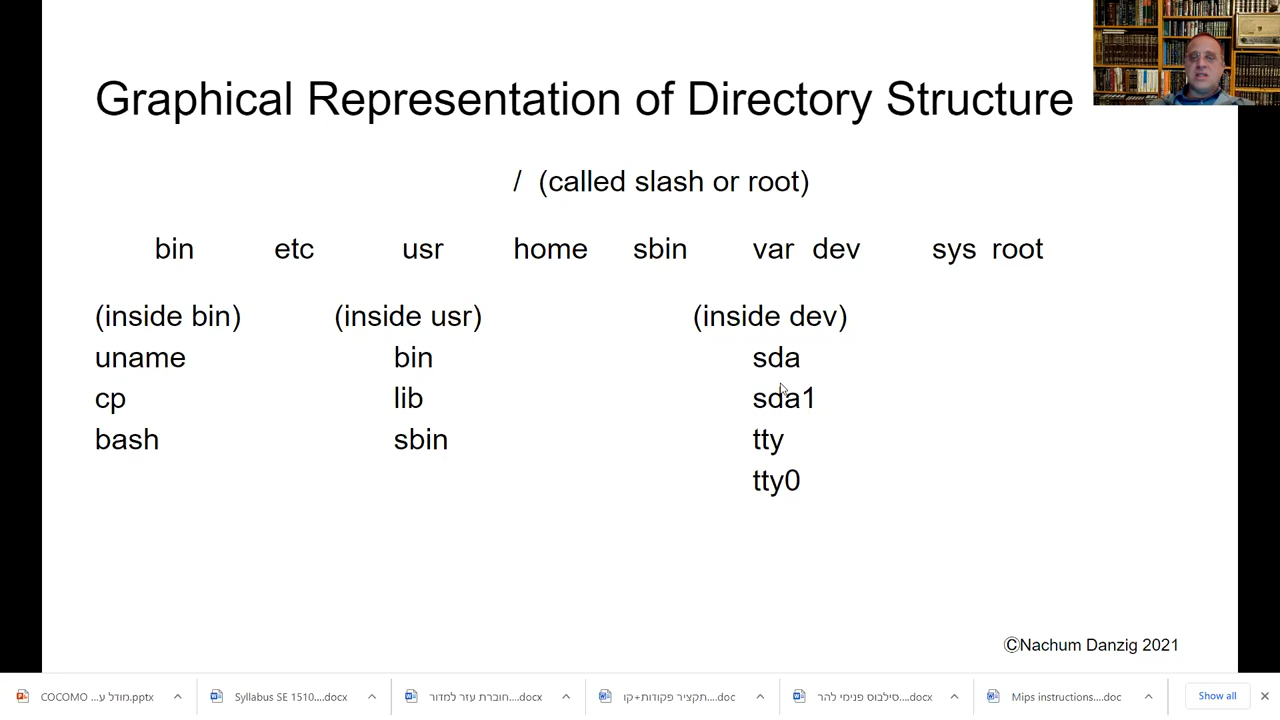 Graphical Representation of Directory Structure
/ (called slash or root)
bin etc usr home sbin var dev sys root
(inside bin) (inside usr) (inside dev)
uname bin sda
cp lib sda1
bash sbin tty
tty0
©Nachum Danzig 2021
COCOMO מודל ע....pptx Syllabus SE 1510....docx חוברת עזר למדור....docx תקציר פקודות+קו....doc סילבוס פנימי להר....docx Mips instructions....doc Show all